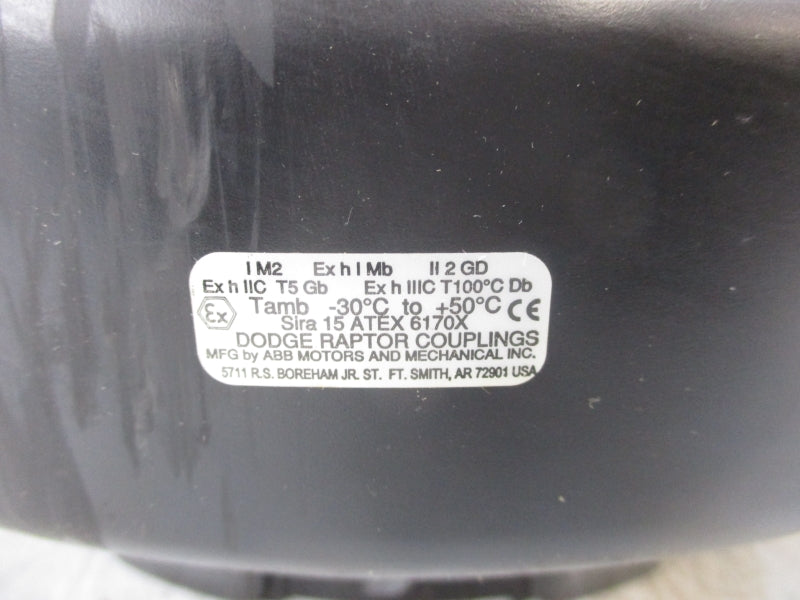 I M2 Ex h I Mb II 2 GD
Ex h IIC T5 Gb Ex h IIIC T100°C Db
Ex Tamb -30°C to +50°C CE
Sira 15 ATEX 6170X
DODGE RAPTOR COUPLINGS
MFG by ABB MOTORS AND MECHANICAL INC.
5711 R.S. BOREHAM JR. ST. FT. SMITH, AR 72901 USA